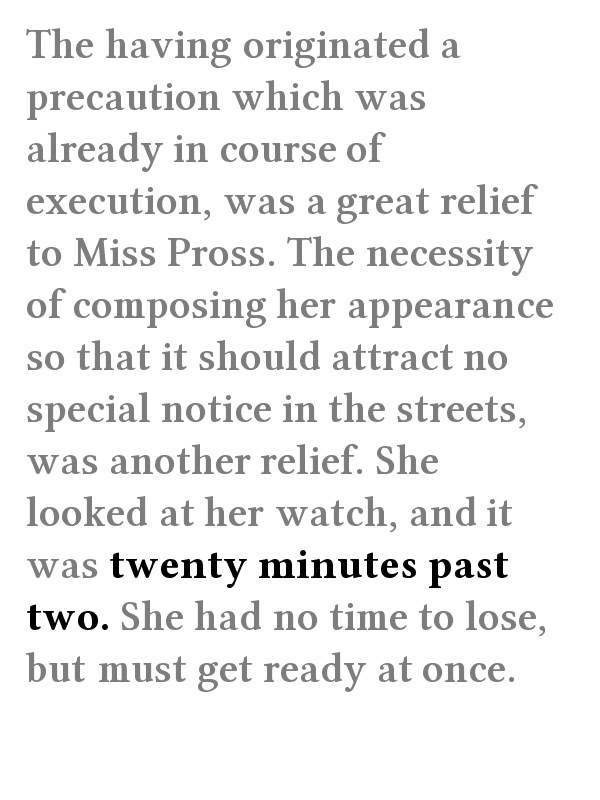 The having originated a
precaution which was
already in course of
execution, was a great relief
to Miss Pross. The necessity
of composing her appearance
so that it should attract no
special notice in the streets,
was another relief. She
looked at her watch, and it
was twenty minutes past
two. She had no time to lose,
but must get ready at once.